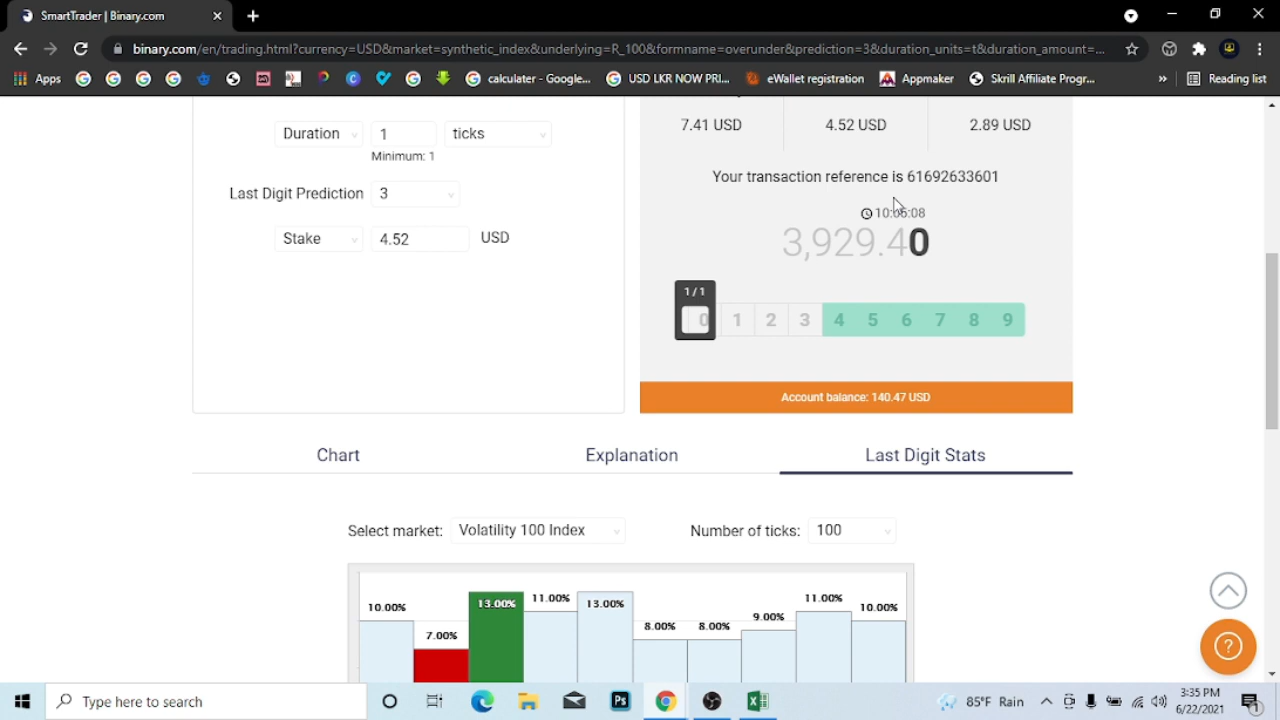 SmartTrader | Binary.com
binary.com/en/trading.html?currency=USD&market=synthetic_index&underlying=R_100&formname=overunder&prediction=3&duration_units=t&duration_amount=...
Apps
calculater - Google...
USD LKR NOW PRI...
eWallet registration
Appmaker
Skrill Affiliate Progr...
»
Reading list
Duration 1 ticks
Minimum: 1
Last Digit Prediction 3
Stake 4.52 USD
7.41 USD 4.52 USD 2.89 USD
Your transaction reference is 61692633601
3,929.40
1/1
0 1 2 3 4 5 6 7 8 9
Account balance: 140.47 USD
Chart Explanation Last Digit Stats
Select market: Volatility 100 Index Number of ticks: 100
10.00% 7.00% 13.00% 11.00% 13.00% 8.00% 8.00% 9.00% 11.00% 10.00%
Type here to search
Ps
85°F Rain
3:35 PM
6/22/2021
1